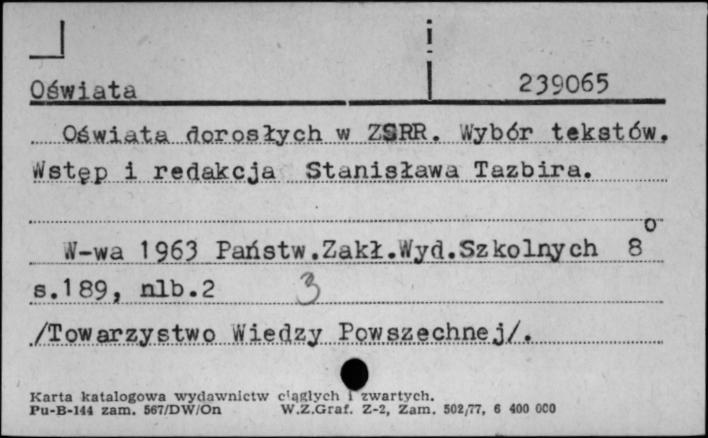 Oświata 239065
Oświata dorosłych w ZSRR. Wybór tekstów.
Wstęp i redakcja Stanisława Tazbira.
W-wa 1963 Państw.Zakł.Wyd.Szkolnych 8°
s.189, nlb.2 3
/Towarzystwo Wiedzy Powszechnej/.
Karta katalogowa wydawnictw ciągłych i zwartych.
Pu-B-144 zam. 567/DW/On W.Z.Graf. Z-2, Zam. 502/77, 6 400 000